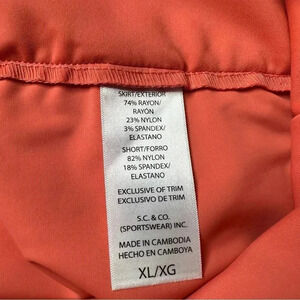 SKIRT/EXTERIOR
74% RAYON/
RAYÓN
23% NYLON
3% SPANDEX/
ELASTANO
SHORT/FORRO
82% NYLON
18% SPANDEX/
ELASTANO
EXCLUSIVE OF TRIM
EXCLUSIVO DE TRIM
S.C. & CO.
(SPORTSWEAR) INC.
MADE IN CAMBODIA
HECHO EN CAMBOYA
XL/XG